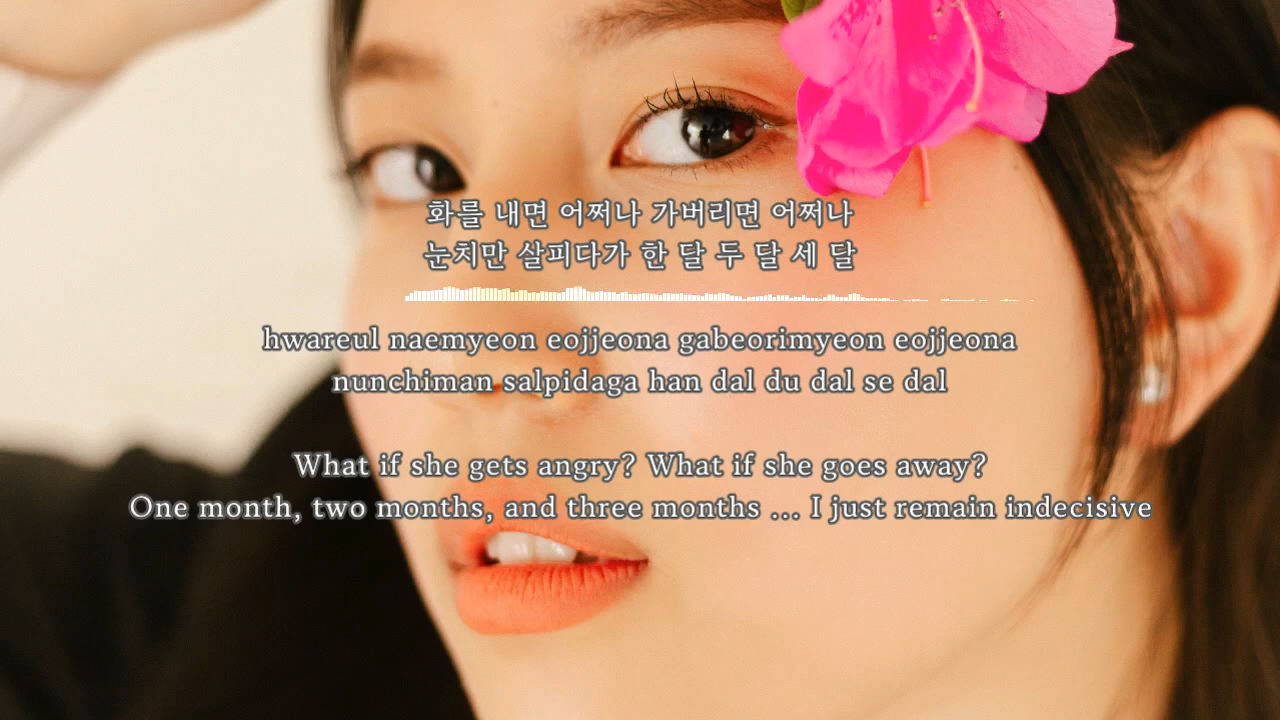 화를 내면 어쩌나 가버리면 어쩌나
눈치만 살피다가 한 달 두 달 세 달
hwareul naemyeon eojjeona gabeorimyeon eojjeona
nunchiman salpidaga han dal du dal se dal
What if she gets angry? What if she goes away?
One month, two months, and three months ... I just remain indecisive